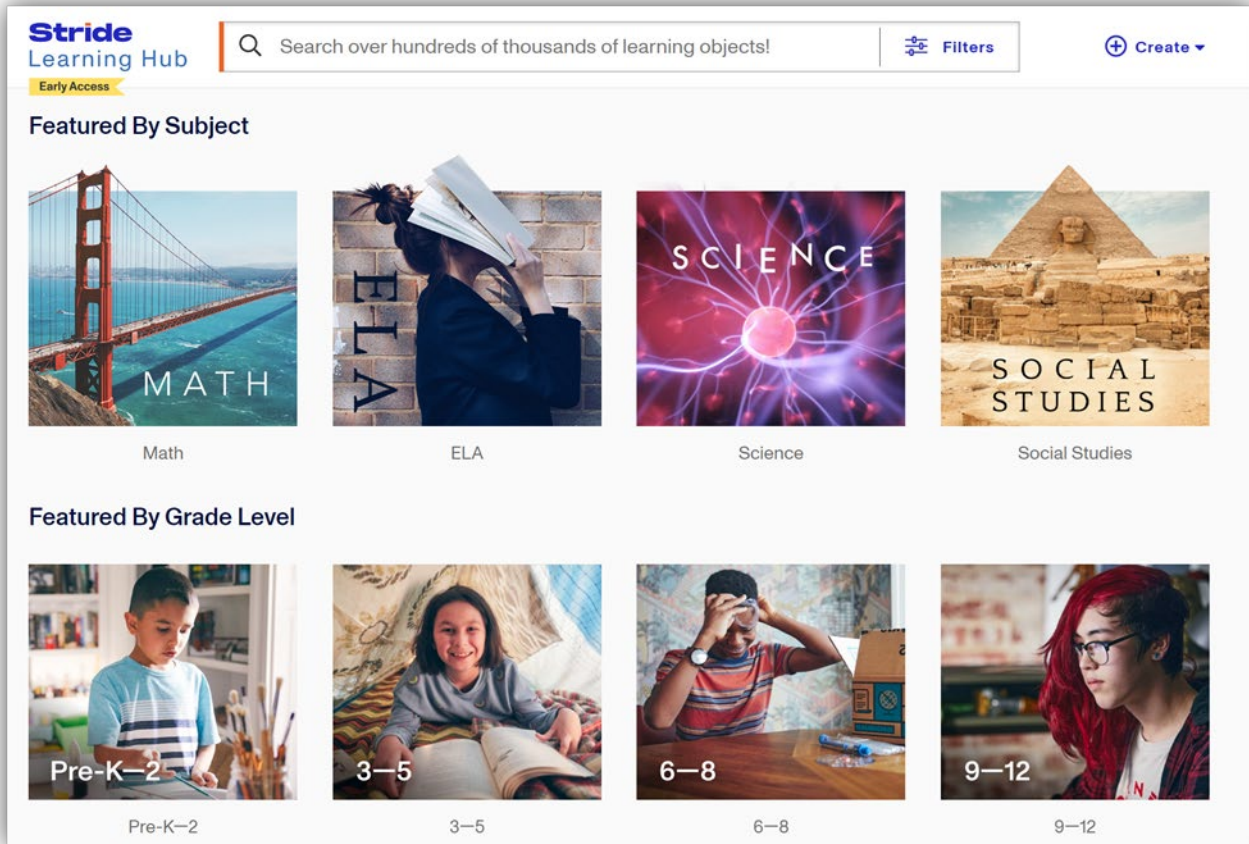 Stride
Learning Hub
Early Access
Search over hundreds of thousands of learning objects!
Filters
Create
Featured By Subject
MATH
ELA
SCIENCE
SOCIAL
STUDIES
Math
ELA
Science
Social Studies
Featured By Grade Level
Pre-K—2
3—5
6—8
9—12
Pre-K—2
3—5
6—8
9—12